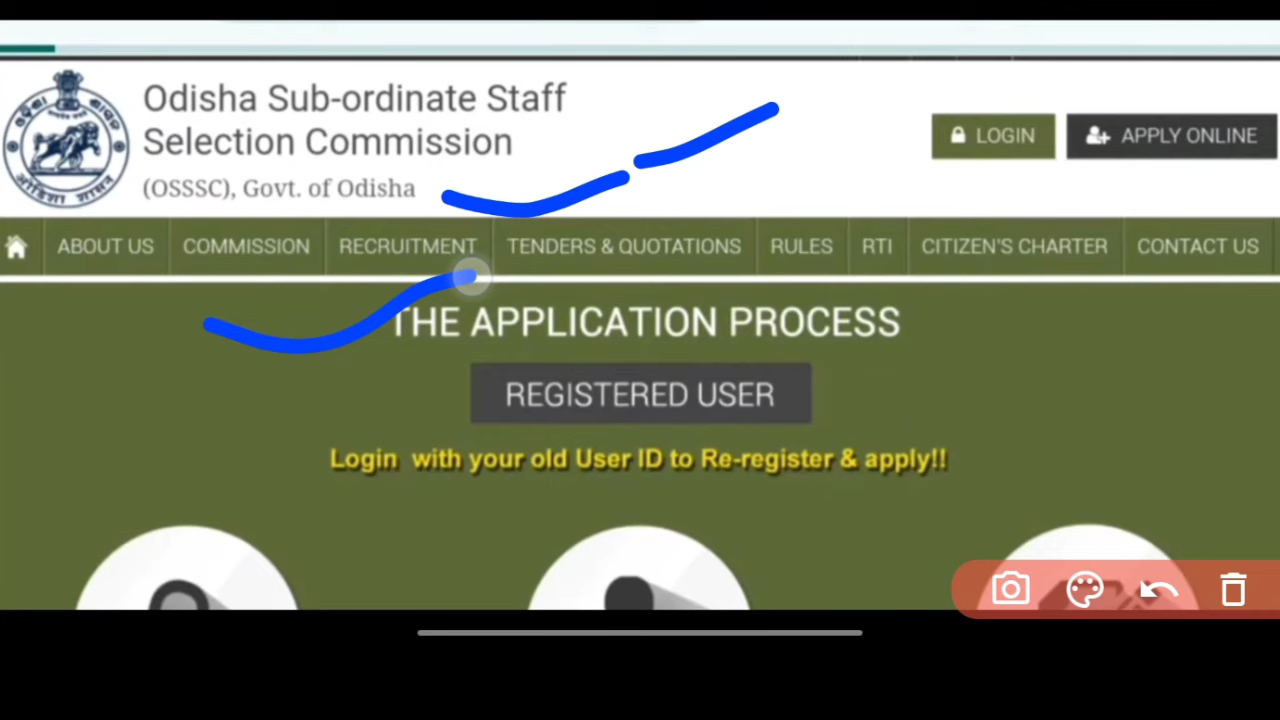 Odisha Sub-ordinate Staff
Selection Commission
(OSSSC), Govt. of Odisha
LOGIN
APPLY ONLINE
ABOUT US
COMMISSION
RECRUITMENT
TENDERS & QUOTATIONS
RULES
RTI
CITIZEN'S CHARTER
CONTACT US
THE APPLICATION PROCESS
REGISTERED USER
Login with your old User ID to Re-register & apply!!